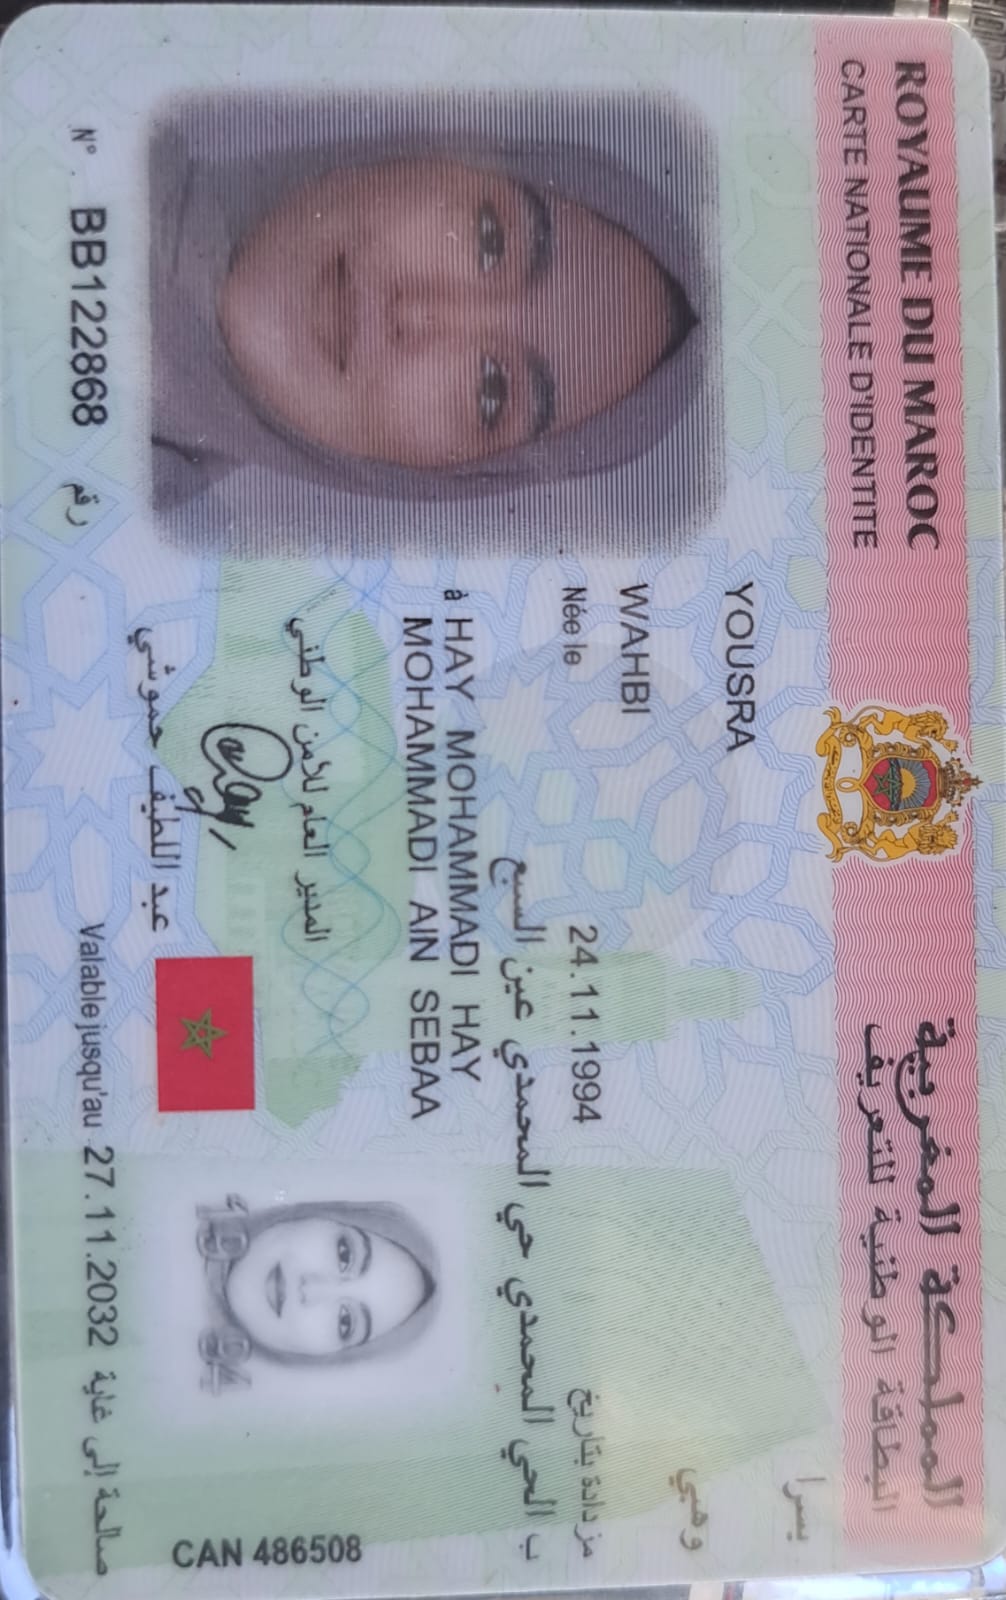 ROYAUME DU MAROC
المملكة المغربية
CARTE NATIONALE D'IDENTITE
البطاقة الوطنية للتعريف
YOUSRA
يسرا
WAHBI
وهبي
Née le 24.11.1994 مزدادة بتاريخ
ب الحي المحمدي حي المحمدي عين السبع
à HAY MOHAMMADI HAY
MOHAMMADI AIN SEBAA
المدير العام للأمن الوطني
عبد اللطيف حموشي
1994
N° BB122868 رقم
Valable jusqu'au 27.11.2032 صالحة إلى غاية
CAN 486508